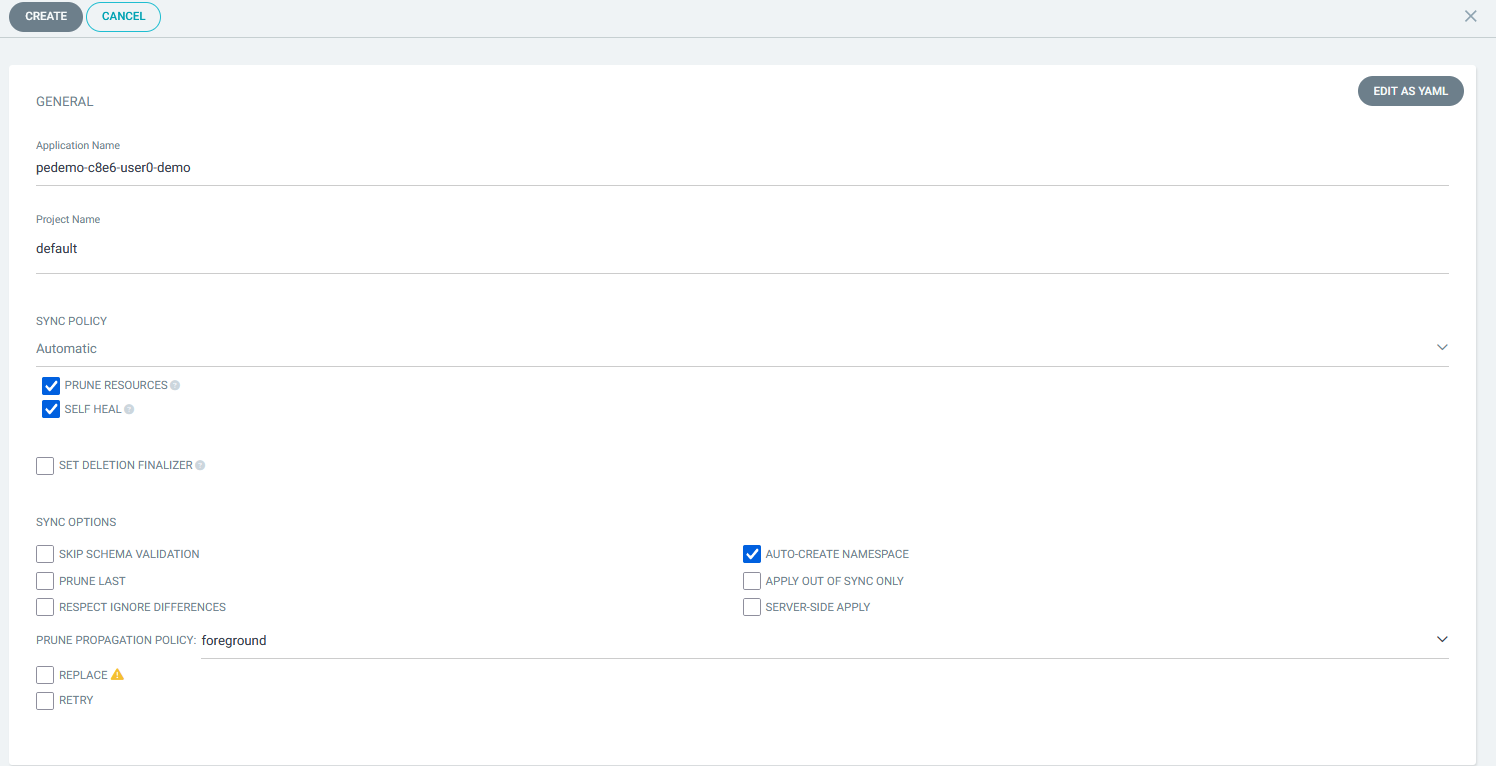 CREATE CANCEL
EDIT AS YAML
GENERAL
Application Name
pedemo-c8e6-user0-demo
Project Name
default
SYNC POLICY
Automatic
PRUNE RESOURCES ?
SELF HEAL ?
SET DELETION FINALIZER ?
SYNC OPTIONS
SKIP SCHEMA VALIDATION AUTO-CREATE NAMESPACE
PRUNE LAST APPLY OUT OF SYNC ONLY
RESPECT IGNORE DIFFERENCES SERVER-SIDE APPLY
PRUNE PROPAGATION POLICY: foreground
REPLACE
RETRY